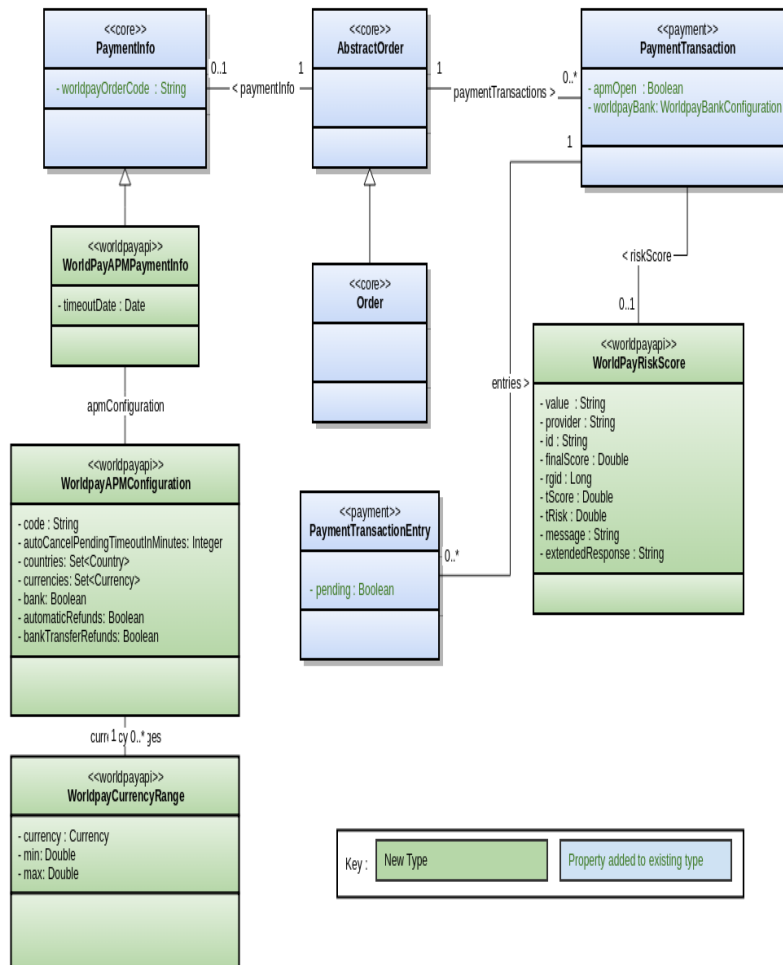 <<core>>
PaymentInfo
- worldpayOrderCode : String
<<core>>
AbstractOrder
<<payment>>
PaymentTransaction
- apmOpen : Boolean
- worldpayBank: WorldpayBankConfiguration
0..1
< paymentInfo
1
1
paymentTransactions >
0..*
1
<<worldpayapi>>
WorldPayAPMPaymentInfo
- timeoutDate : Date
<<core>>
Order
< riskScore
0..1
<<worldpayapi>>
WorldPayRiskScore
- value : String
- provider : String
- id : String
- finalScore : Double
- rgid : Long
- tScore : Double
- tRisk : Double
- message : String
- extendedResponse : String
entries >
apmConfiguration
<<worldpayapi>>
WorldpayAPMConfiguration
- code : String
- autoCancelPendingTimeoutInMinutes: Integer
- countries: Set<Country>
- currencies: Set<Currency>
- bank: Boolean
- automaticRefunds: Boolean
- bankTransferRefunds: Boolean
<<payment>>
PaymentTransactionEntry
- pending : Boolean
0..*
1
0..*
<<worldpayapi>>
WorldpayCurrencyRange
- currency : Currency
- min: Double
- max: Double
Key :
New Type
Property added to existing type